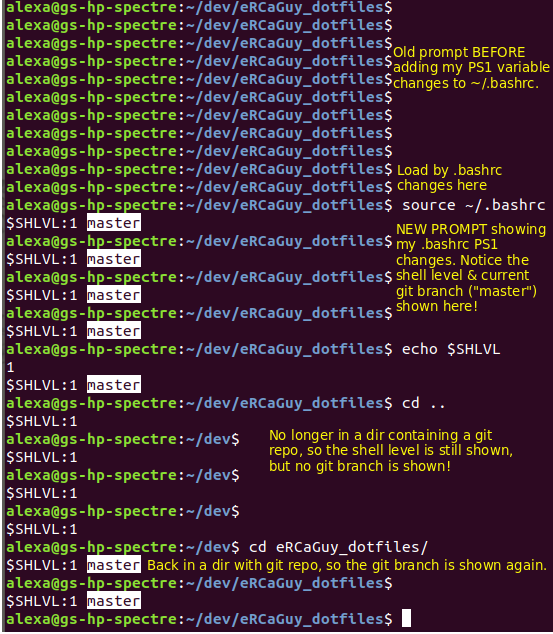 alexa@gs-hp-spectre:~/dev/eRCaGuy_dotfiles$
alexa@gs-hp-spectre:~/dev/eRCaGuy_dotfiles$
alexa@gs-hp-spectre:~/dev/eRCaGuy_dotfiles$
alexa@gs-hp-spectre:~/dev/eRCaGuy_dotfiles$
alexa@gs-hp-spectre:~/dev/eRCaGuy_dotfiles$
alexa@gs-hp-spectre:~/dev/eRCaGuy_dotfiles$
alexa@gs-hp-spectre:~/dev/eRCaGuy_dotfiles$
alexa@gs-hp-spectre:~/dev/eRCaGuy_dotfiles$
alexa@gs-hp-spectre:~/dev/eRCaGuy_dotfiles$
Old prompt BEFORE
adding my PS1 variable
changes to ~/.bashrc.
alexa@gs-hp-spectre:~/dev/eRCaGuy_dotfiles$
alexa@gs-hp-spectre:~/dev/eRCaGuy_dotfiles$
Load by .bashrc
changes here
alexa@gs-hp-spectre:~/dev/eRCaGuy_dotfiles$ source ~/.bashrc
$SHLVL:1 master
alexa@gs-hp-spectre:~/dev/eRCaGuy_dotfiles$
$SHLVL:1 master
alexa@gs-hp-spectre:~/dev/eRCaGuy_dotfiles$
$SHLVL:1 master
alexa@gs-hp-spectre:~/dev/eRCaGuy_dotfiles$
NEW PROMPT showing
my .bashrc PS1
changes. Notice the
shell level & current
git branch ("master")
shown here!
$SHLVL:1 master
alexa@gs-hp-spectre:~/dev/eRCaGuy_dotfiles$ echo $SHLVL
1
$SHLVL:1 master
alexa@gs-hp-spectre:~/dev/eRCaGuy_dotfiles$ cd ..
$SHLVL:1
alexa@gs-hp-spectre:~/dev$
$SHLVL:1
alexa@gs-hp-spectre:~/dev$
No longer in a dir containing a git
repo, so the shell level is still shown,
but no git branch is shown!
$SHLVL:1
alexa@gs-hp-spectre:~/dev$
$SHLVL:1
alexa@gs-hp-spectre:~/dev$ cd eRCaGuy_dotfiles/
$SHLVL:1 master Back in a dir with git repo, so the git branch is shown again.
alexa@gs-hp-spectre:~/dev/eRCaGuy_dotfiles$
$SHLVL:1 master
alexa@gs-hp-spectre:~/dev/eRCaGuy_dotfiles$